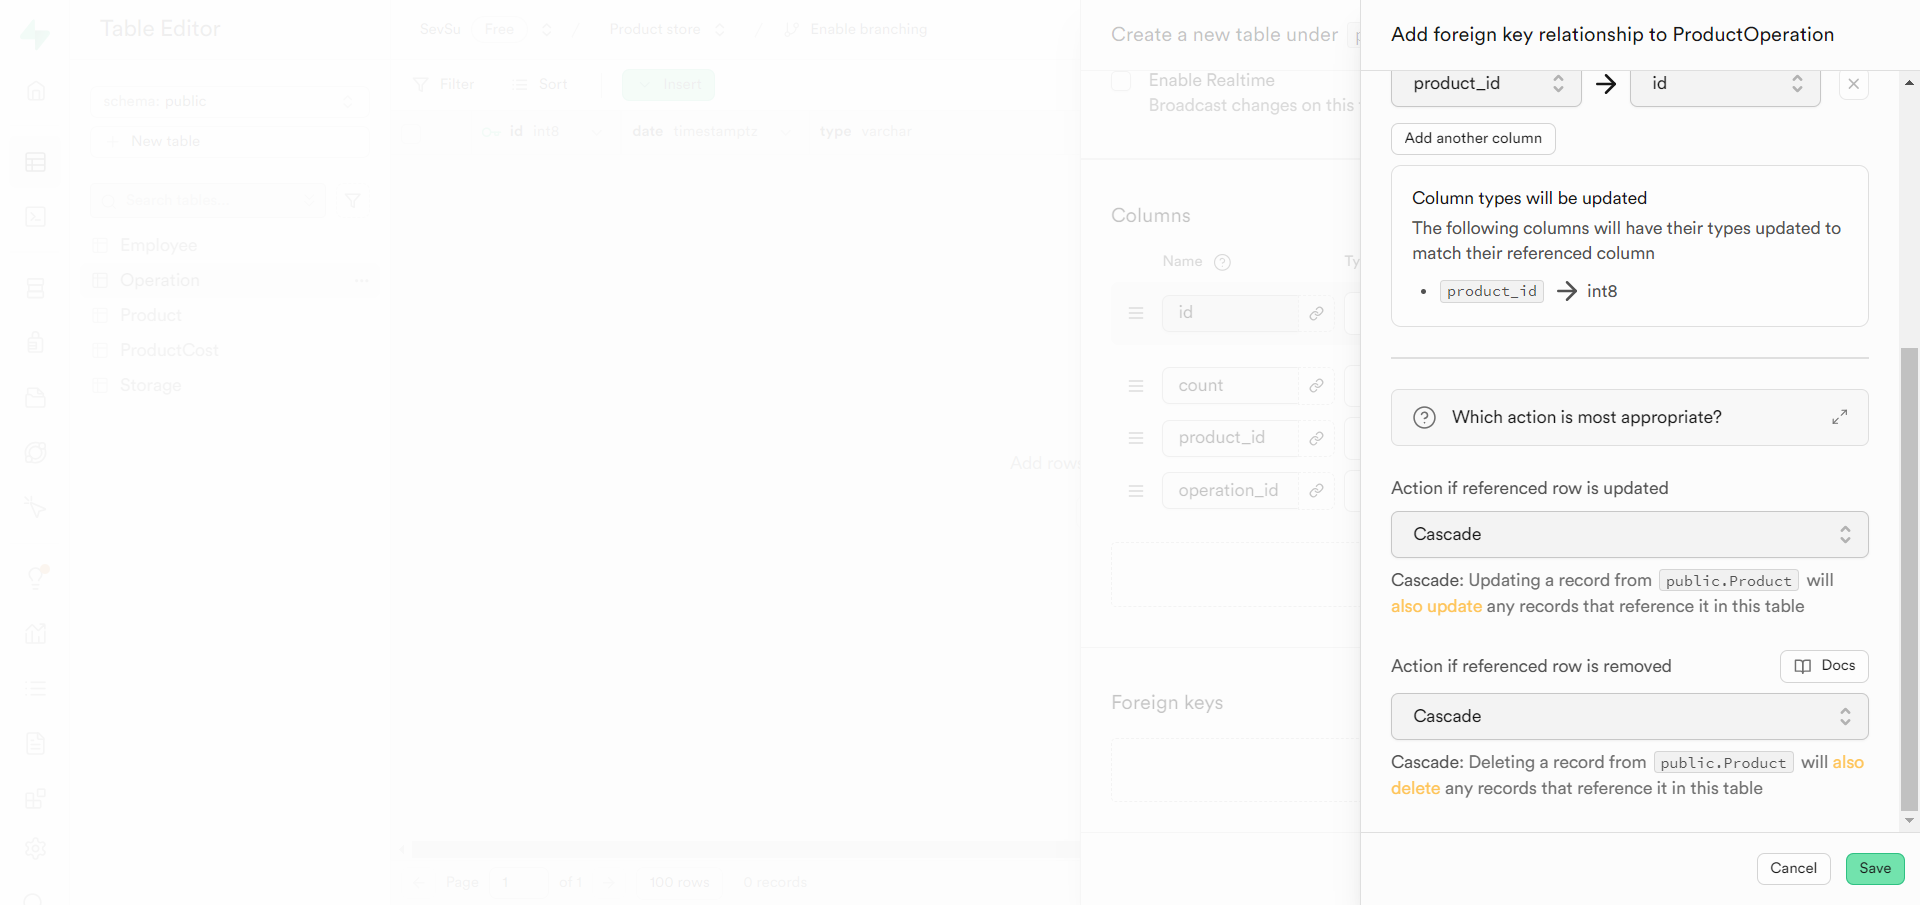 Table Editor
SevSu Free / Product store / Enable branching
schema: public
New table
Search tables...
Employee
Operation
Product
ProductCost
Storage
Filter Sort Insert
id int8 date timestamptz type varchar
Add rows
Page 1 of 1 100 rows 0 records
Create a new table under
Enable Realtime
Broadcast changes on this
Columns
Name Ty
id
count
product_id
operation_id
Foreign keys
Add foreign key relationship to ProductOperation
product_id id
Add another column
Column types will be updated
The following columns will have their types updated to
match their referenced column
• product_id → int8
Which action is most appropriate?
Action if referenced row is updated
Cascade
Cascade: Updating a record from public.Product will
also update any records that reference it in this table
Action if referenced row is removed Docs
Cascade
Cascade: Deleting a record from public.Product will also
delete any records that reference it in this table
Cancel Save